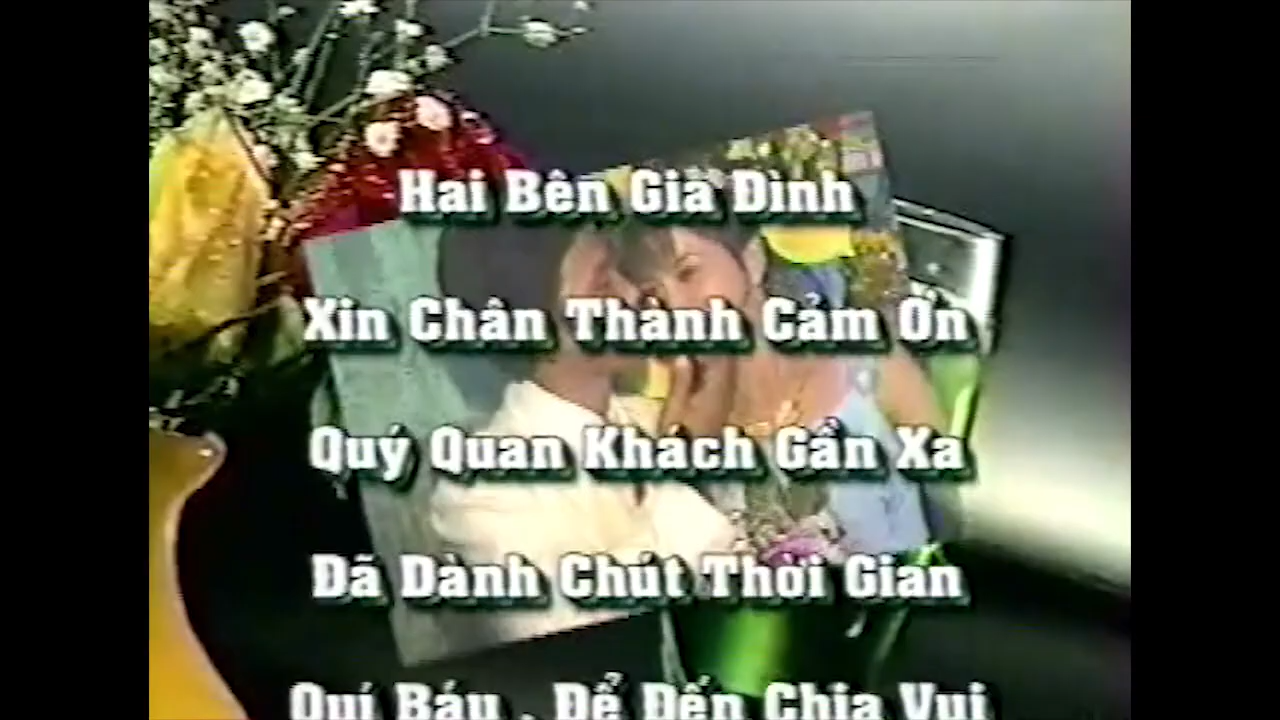 Hai Bên Gia Đình
Xin Chân Thành Cảm Ơn
Quý Quan Khách Gần Xa
Đã Dành Chút Thời Gian
Quí Báu , Để Đến Chia Vui